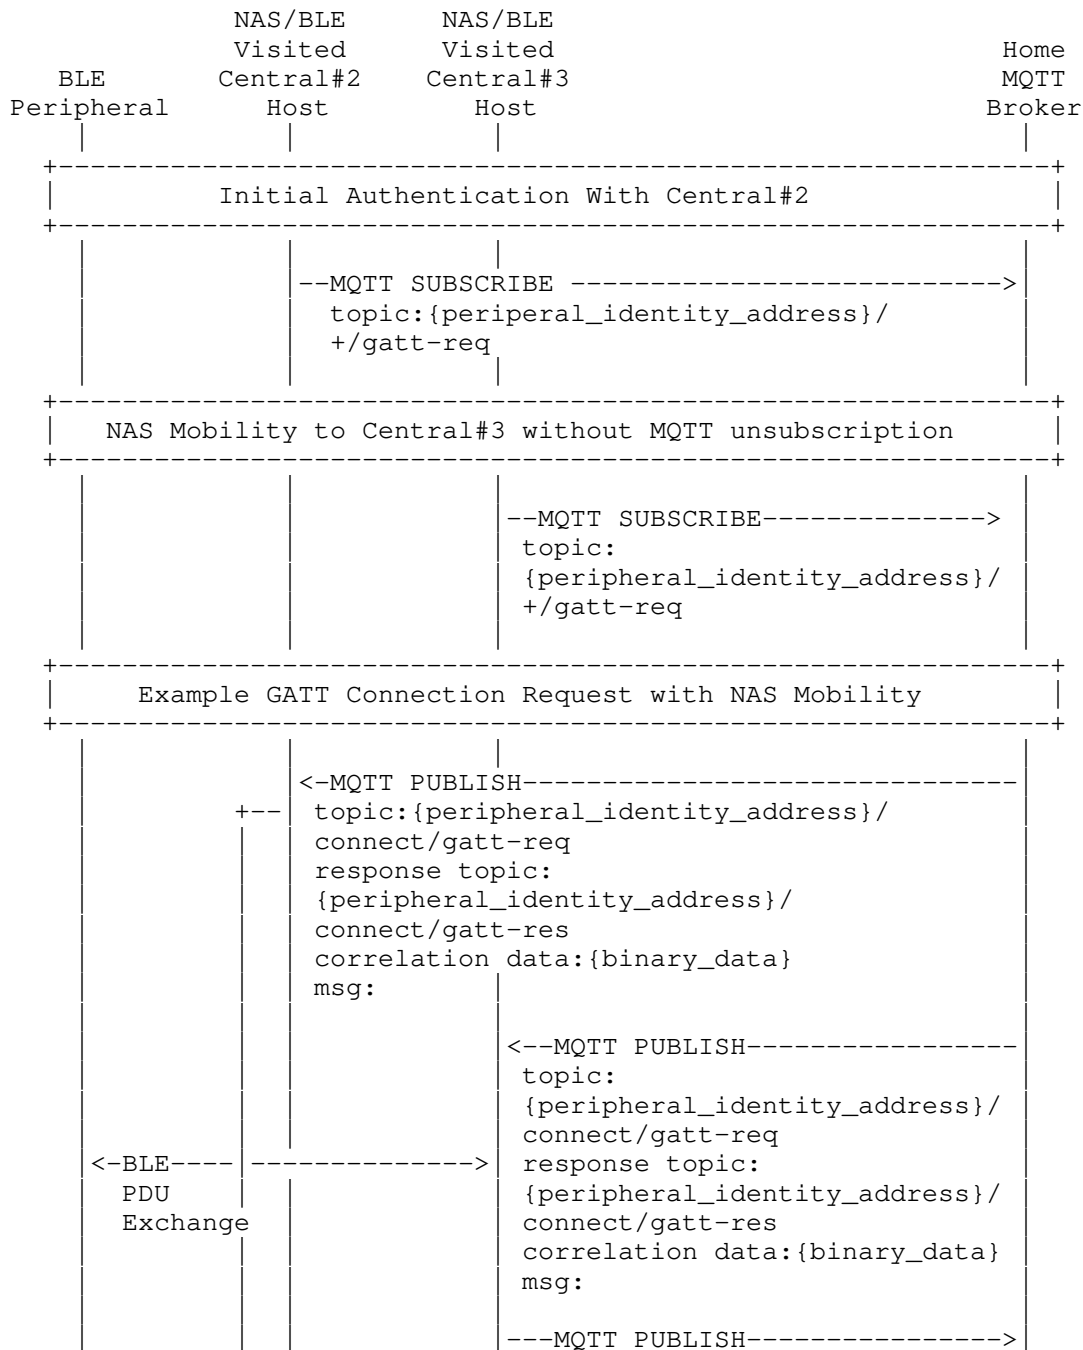 NAS/BLE NAS/BLE
Visited Visited Home
BLE Central#2 Central#3 MQTT
Peripheral Host Host Broker
Initial Authentication With Central#2
--MQTT SUBSCRIBE --------------------------->
topic:{periperal_identity_address}/
+/gatt-req
NAS Mobility to Central#3 without MQTT unsubscription
--MQTT SUBSCRIBE-------------->
topic:
{peripheral_identity_address}/
+/gatt-req
Example GATT Connection Request with NAS Mobility
<-MQTT PUBLISH-------------------------------
+-- topic:{peripheral_identity_address}/
connect/gatt-req
response topic:
{peripheral_identity_address}/
connect/gatt-res
correlation data:{binary_data}
msg:
<--MQTT PUBLISH-----------------
topic:
{peripheral_identity_address}/
connect/gatt-req
<-BLE----|--------------> response topic:
PDU {peripheral_identity_address}/
Exchange connect/gatt-res
correlation data:{binary_data}
msg:
---MQTT PUBLISH---------------->